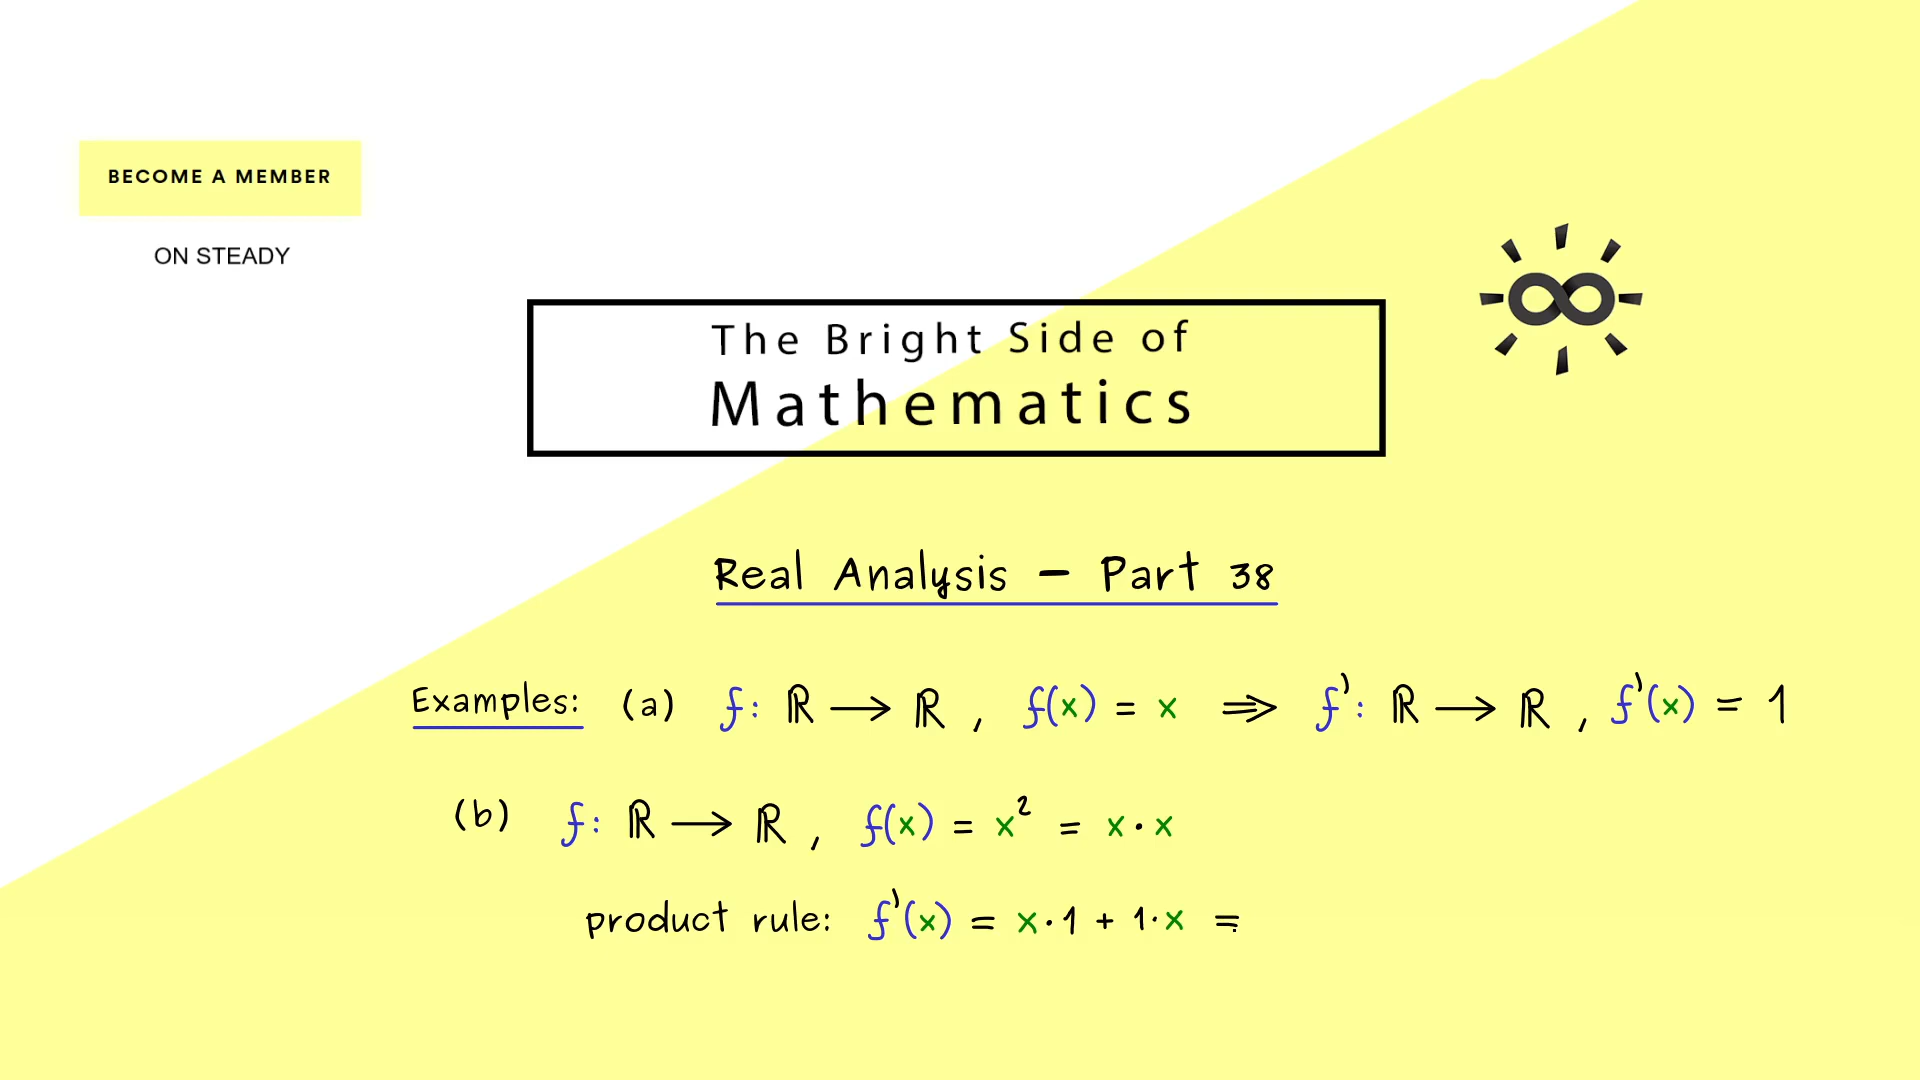 BECOME A MEMBER
ON STEADY
The Bright Side of
Mathematics
Real Analysis – Part 38
Examples: (a) f: ℝ ⟶ ℝ , f(x) = x ⇒ f': ℝ ⟶ ℝ , f'(x) = 1
(b) f: ℝ ⟶ ℝ , f(x) = x² = x · x
product rule: f'(x) = x · 1 + 1 · x =